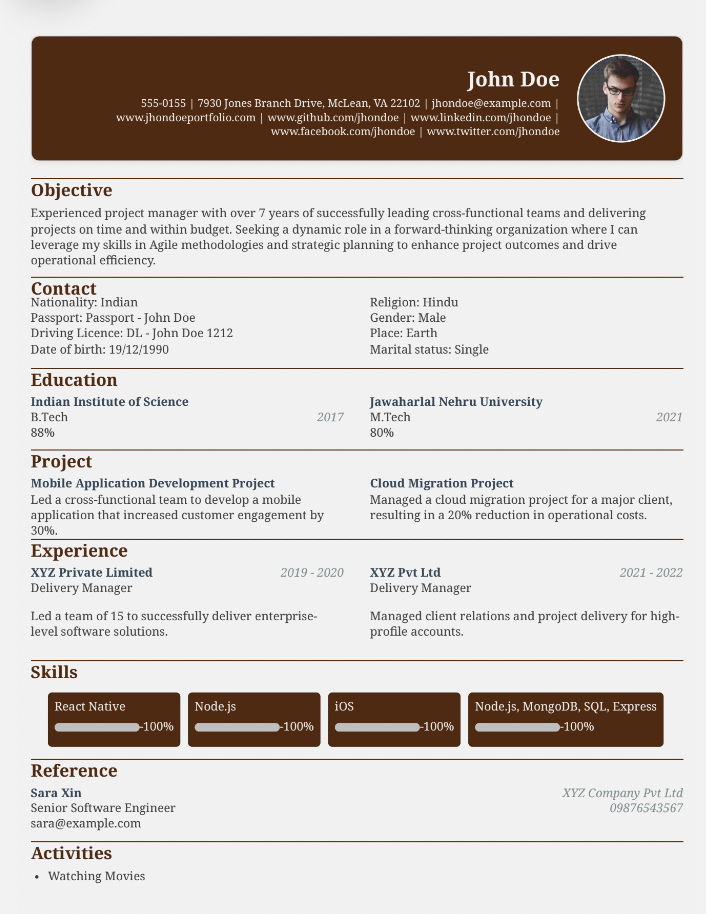 John Doe
555-0155 | 7930 Jones Branch Drive, McLean, VA 22102 | jhondoe@example.com |
www.jhondoeportfolio.com | www.github.com/jhondoe | www.linkedin.com/jhondoe |
www.facebook.com/jhondoe | www.twitter.com/jhondoe
Objective
Experienced project manager with over 7 years of successfully leading cross-functional teams and delivering
projects on time and within budget. Seeking a dynamic role in a forward-thinking organization where I can
leverage my skills in Agile methodologies and strategic planning to enhance project outcomes and drive
operational efficiency.
Contact
Nationality: Indian
Passport: Passport - John Doe
Driving Licence: DL - John Doe 1212
Date of birth: 19/12/1990
Religion: Hindu
Gender: Male
Place: Earth
Marital status: Single
Education
Indian Institute of Science
B.Tech 2017
88%
Jawaharlal Nehru University
M.Tech 2021
80%
Project
Mobile Application Development Project
Led a cross-functional team to develop a mobile
application that increased customer engagement by
30%.
Cloud Migration Project
Managed a cloud migration project for a major client,
resulting in a 20% reduction in operational costs.
Experience
XYZ Private Limited 2019 - 2020
Delivery Manager
Led a team of 15 to successfully deliver enterprise-
level software solutions.
XYZ Pvt Ltd 2021 - 2022
Delivery Manager
Managed client relations and project delivery for high-
profile accounts.
Skills
React Native
-100%
Node.js
-100%
iOS
-100%
Node.js, MongoDB, SQL, Express
-100%
Reference
Sara Xin XYZ Company Pvt Ltd
Senior Software Engineer 09876543567
sara@example.com
Activities
• Watching Movies